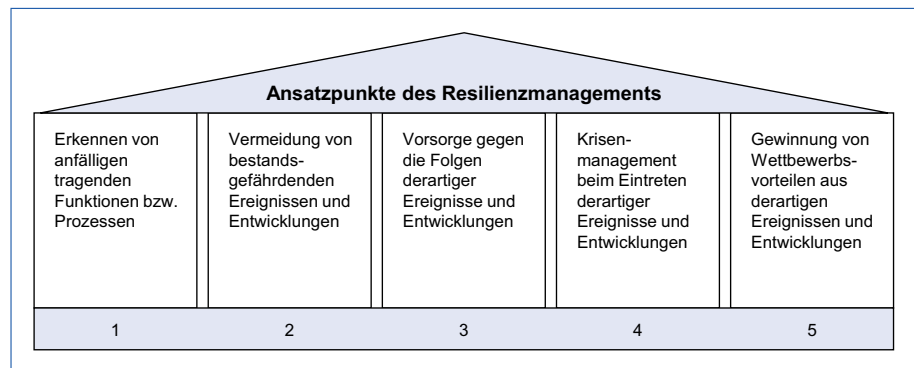 Ansatzpunkte des Resilienzmanagements
Erkennen von
anfälligen
tragenden
Funktionen bzw.
Prozessen
Vermeidung von
bestands-
gefährdenden
Ereignissen und
Entwicklungen
Vorsorge gegen
die Folgen
derartiger
Ereignisse und
Entwicklungen
Krisen-
management
beim Eintreten
derartiger
Ereignisse und
Entwicklungen
Gewinnung von
Wettbewerbs-
vorteilen aus
derartigen
Ereignissen und
Entwicklungen
1
2
3
4
5